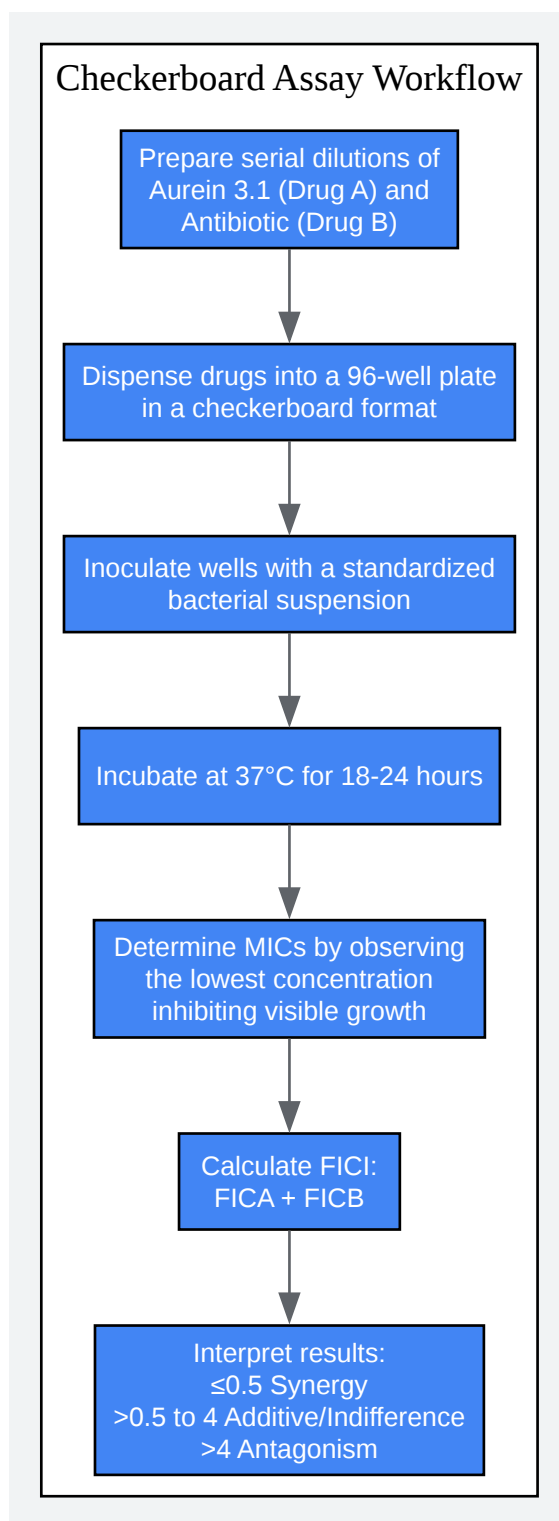 Checkerboard Assay Workflow
Prepare serial dilutions of
Aurein 3.1 (Drug A) and
Antibiotic (Drug B)
Dispense drugs into a 96-well plate
in a checkerboard format
Inoculate wells with a standardized
bacterial suspension
Incubate at 37°C for 18-24 hours
Determine MICs by observing
the lowest concentration
inhibiting visible growth
Calculate FICI:
FICA + FICB
Interpret results:
≤0.5 Synergy
>0.5 to 4 Additive/Indifference
>4 Antagonism